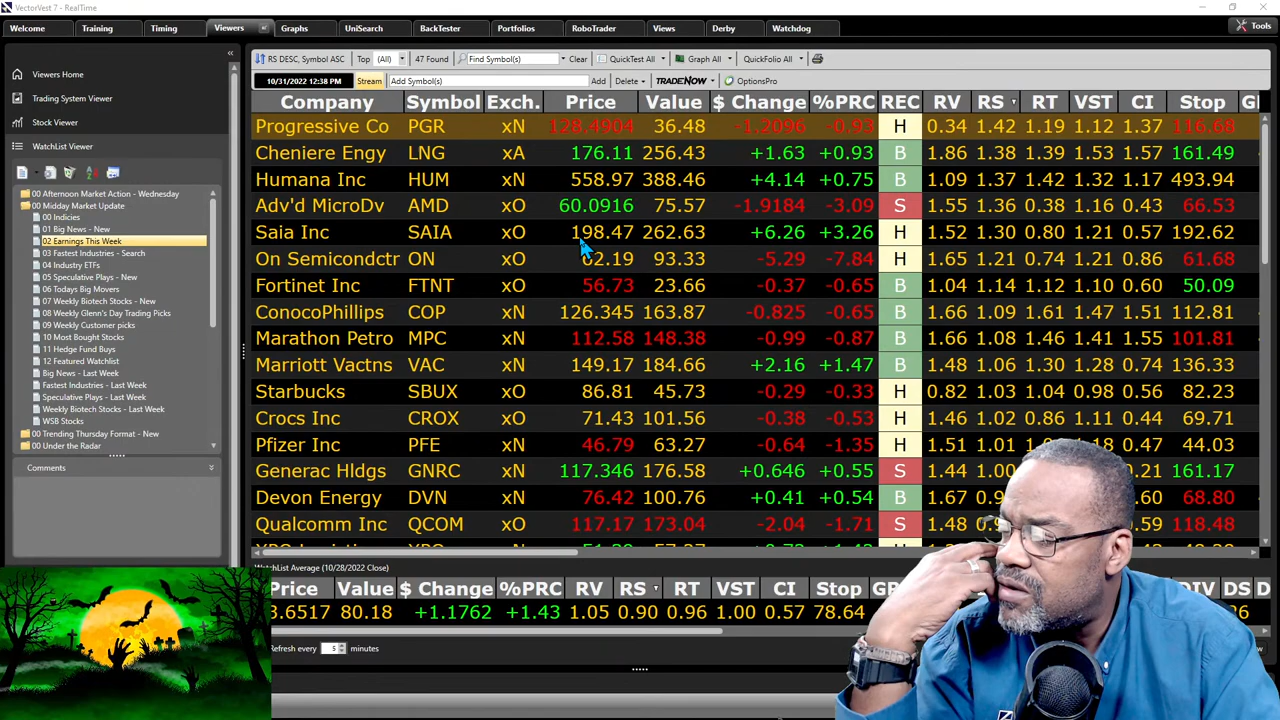 VectorVest 7 - RealTime
Welcome Training Timing Viewers Graphs UniSearch BackTester Portfolios RoboTrader Views Derby Watchdog Tools
RS DESC, Symbol ASC Top (All) 47 Found Find Symbol(s) Clear QuickTest All Graph All QuickFolio All
10/31/2022 12:38 PM Stream Add Symbol(s) Add Delete TRADENOW OptionsPro
Viewers Home
Trading System Viewer
Stock Viewer
WatchList Viewer
00 Afternoon Market Action - Wednesday
00 Midday Market Update
00 Indicies
01 Big News - New
02 Earnings This Week
03 Fastest Industries - Search
04 Industry ETFs
05 Speculative Plays - New
06 Todays Big Movers
07 Weekly Biotech Stocks - New
08 Weekly Glenn's Day Trading Picks
09 Weekly Customer picks
10 Most Bought Stocks
11 Hedge Fund Buys
12 Featured Watchlist
Big News - Last Week
Fastest Industries - Last Week
Speculative Plays - Last Week
Weekly Biotech Stocks - Last Week
WSB Stocks
00 Trending Thursday Format - New
00 Under the Radar
Comments
Company Symbol Exch. Price Value $ Change %PRC REC RV RS RT VST CI Stop
Progressive Co PGR xN 128.4904 36.48 -1.2096 -0.93 H 0.34 1.42 1.19 1.12 1.37 116.68
Cheniere Engy LNG xA 176.11 256.43 +1.63 +0.93 B 1.86 1.38 1.39 1.53 1.57 161.49
Humana Inc HUM xN 558.97 388.46 +4.14 +0.75 B 1.09 1.37 1.42 1.32 1.17 493.94
Adv'd MicroDv AMD xO 60.0916 75.57 -1.9184 -3.09 S 1.55 1.36 0.38 1.16 0.43 66.53
Saia Inc SAIA xO 198.47 262.63 +6.26 +3.26 H 1.52 1.30 0.80 1.24 0.72 192.62
On Semicondctr ON xO 62.19 93.33 -5.29 -7.84 H 1.65 1.21 0.74 1.21 0.86 61.68
Fortinet Inc FTNT xO 56.73 23.66 -0.37 -0.65 B 1.04 1.14 1.12 1.10 0.60 50.09
ConocoPhillips COP xN 126.345 163.87 -0.825 -0.65 B 1.66 1.09 1.61 1.47 1.65 112.81
Marathon Petro MPC xN 112.58 148.38 -0.99 -0.87 B 1.66 1.09 1.51 1.43 1.55 101.81
Marriott Vactns VAC xN 149.17 184.66 +2.16 +1.47 B 1.48 1.06 1.30 1.28 0.74 136.33
Starbucks SBUX xO 86.81 45.73 -0.29 -0.33 H 0.82 1.03 1.04 0.98 0.56 82.23
Crocs Inc CROX xO 71.43 101.56 -0.38 -0.53 H 1.46 1.02 0.86 1.11 0.44 69.71
Pfizer Inc PFE xN 46.79 63.27 -0.64 -1.35 H 1.51 1.01 0.47 44.03
Generac Hldgs GNRC xN 117.346 176.58 +0.646 +0.55 S 1.44 1.00 0.21 161.17
Devon Energy DVN xN 76.42 100.76 +0.41 +0.54 B 1.67 68.80
Qualcomm Inc QCOM xO 117.17 173.04 -2.04 -1.71 S 1.48 118.48
WatchList Average (10/28/2022 Close)
Price Value $ Change %PRC RV RS RT VST CI Stop DIV DS
3.6517 80.18 +1.1762 +1.43 1.05 0.90 0.96 1.00 0.57 78.64
Refresh every 5 minutes